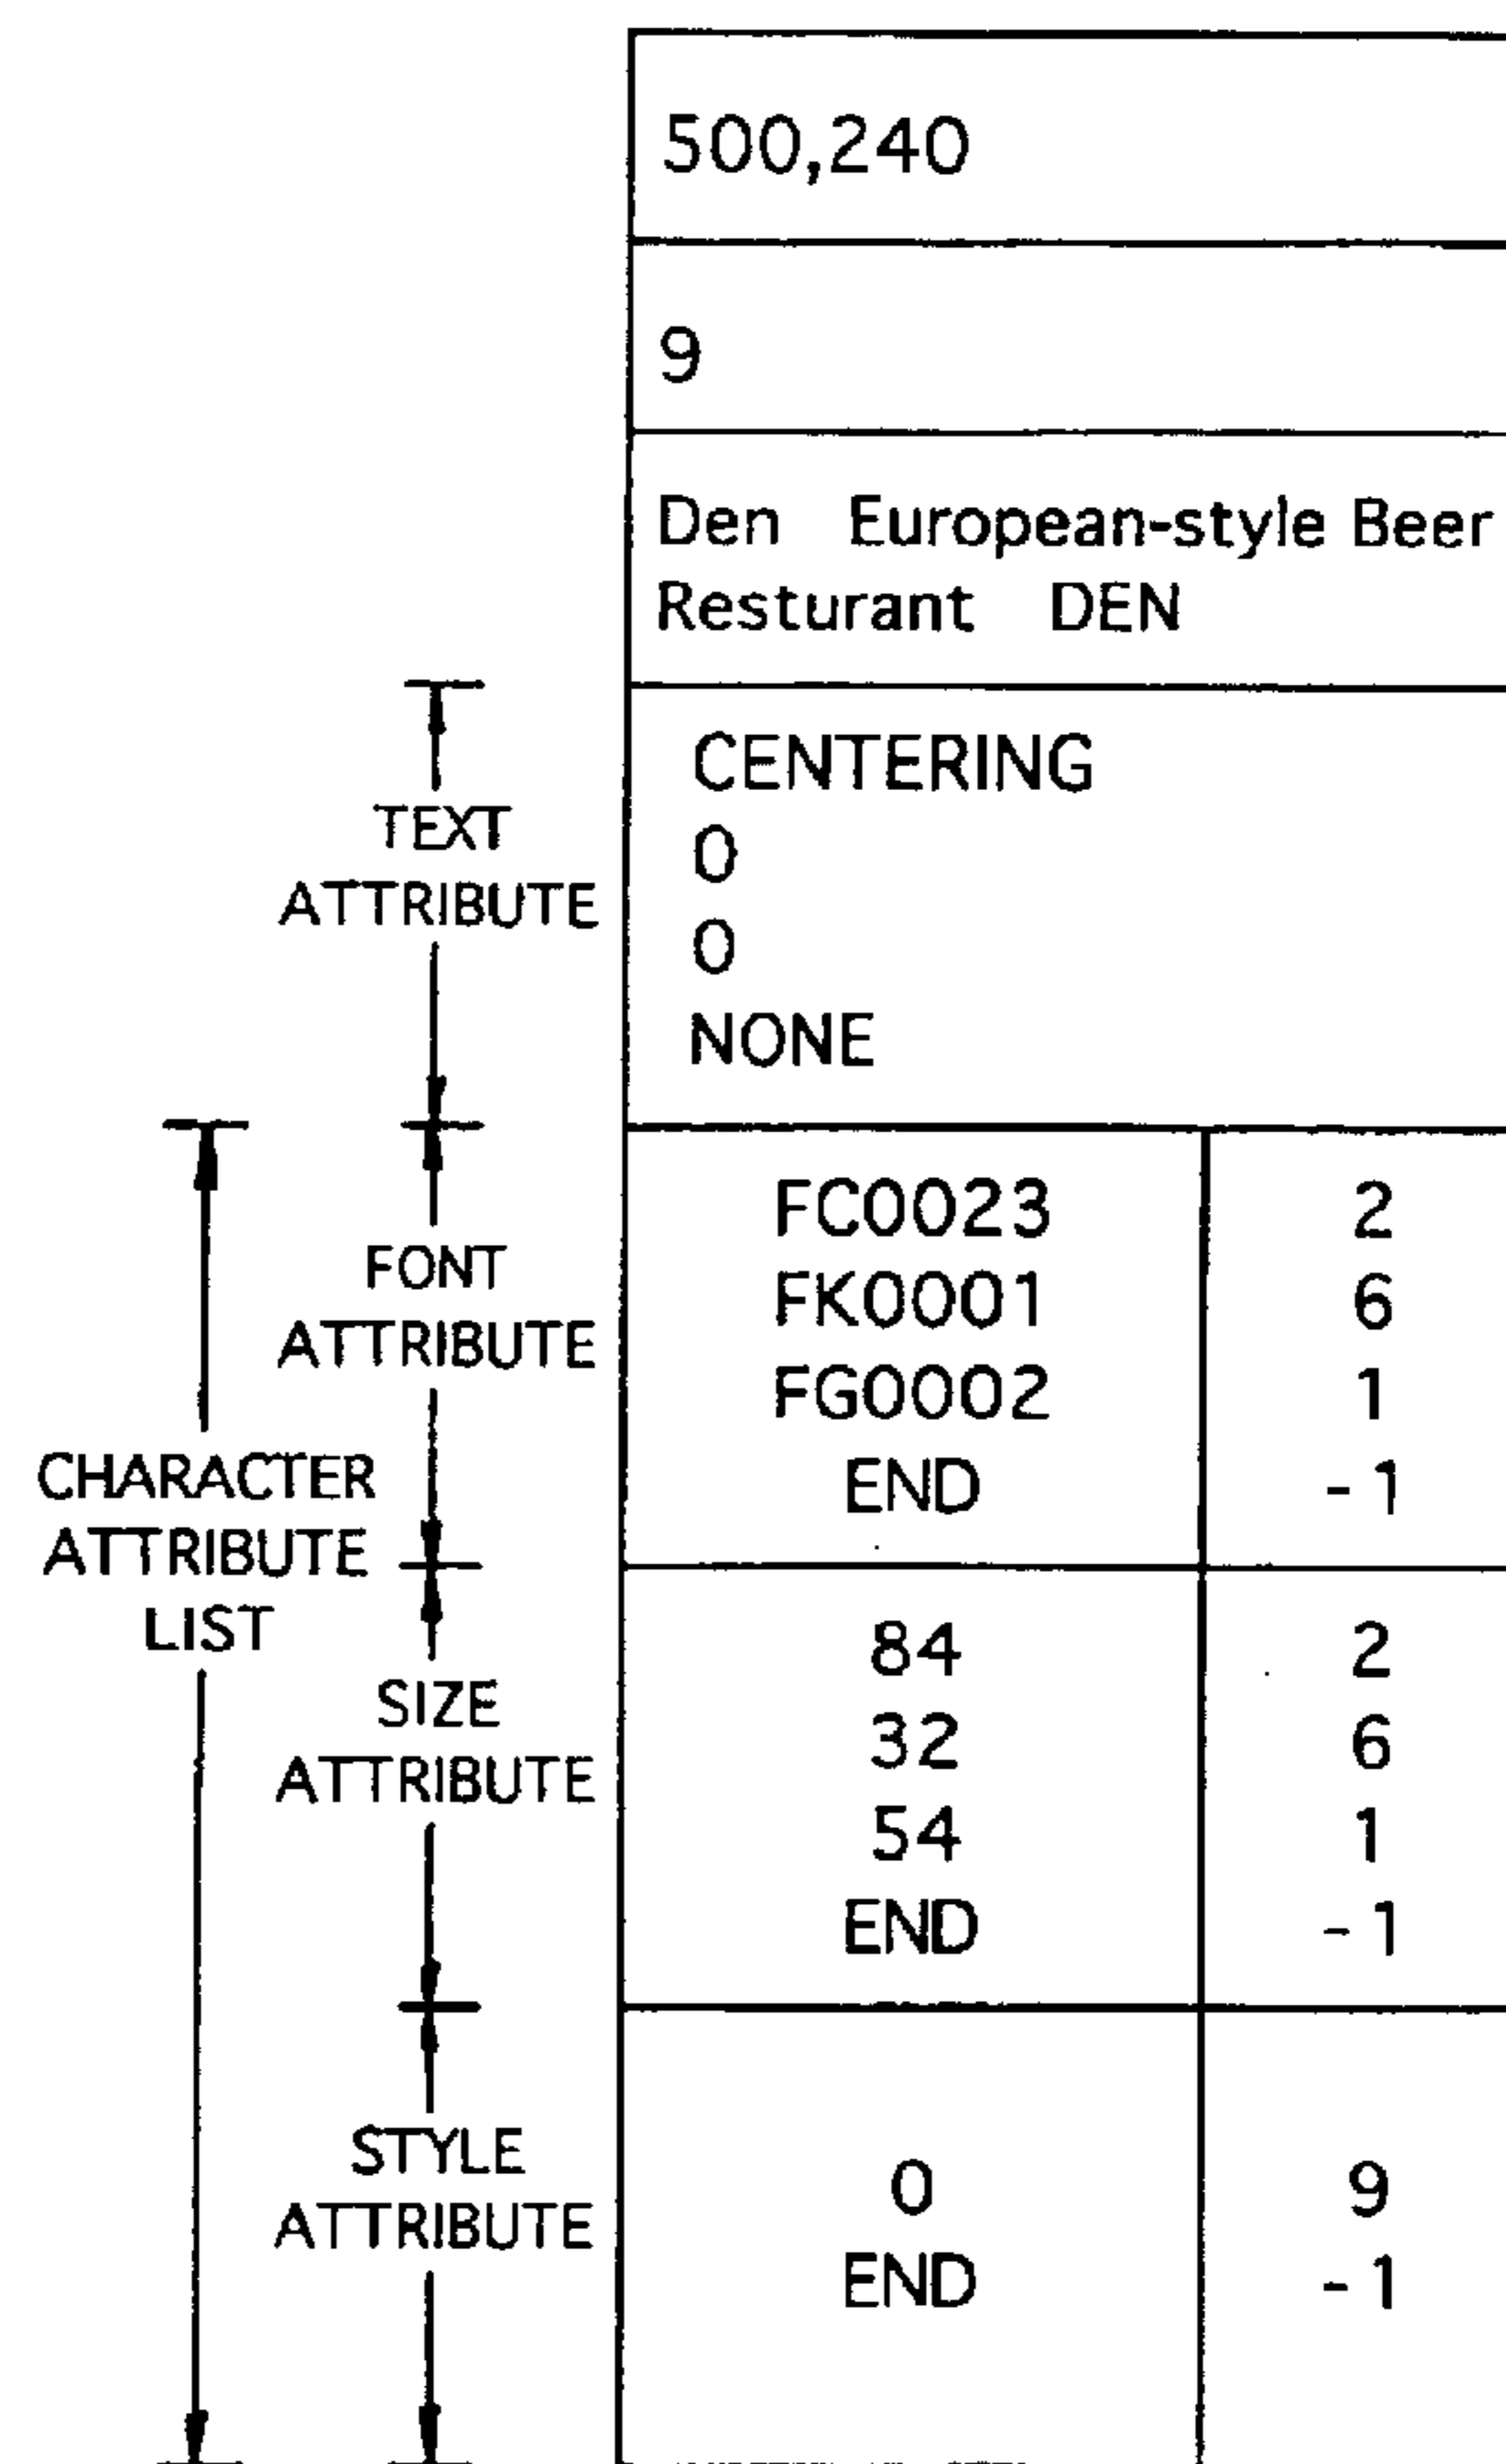 500,240
9
Den European-style Beer
Resturant DEN
TEXT
ATTRIBUTE
CENTERING
0
0
NONE
CHARACTER
ATTRIBUTE
LIST
FONT
ATTRIBUTE
FC0023 2
FK0001 6
FG0002 1
END -1
SIZE
ATTRIBUTE
84 2
32 6
54 1
END -1
STYLE
ATTRIBUTE
0 9
END -1